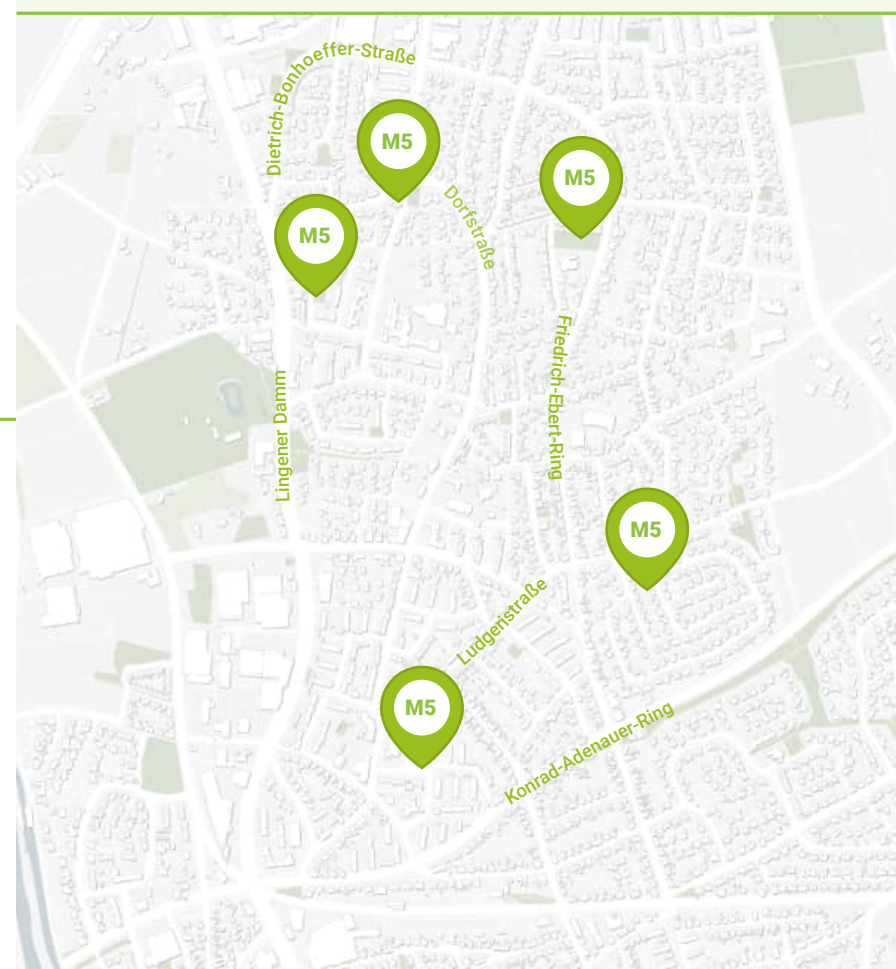 Dietrich-Bonhoeffer-Straße
M5
M5
Dorfstraße
M5
Friedrich-Ebert-Ring
Lingener Damm
M5
Ludgeristraße
M5
Konrad-Adenauer-Ring